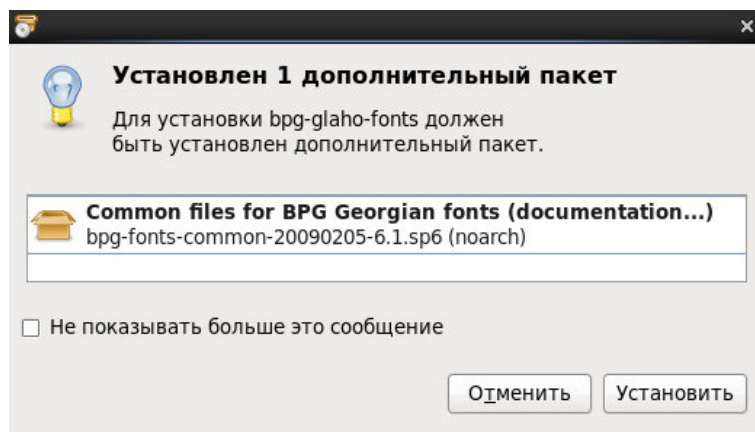 Установлен 1 дополнительный пакет
Для установки bpg-glaho-fonts должен
быть установлен дополнительный пакет.
Common files for BPG Georgian fonts (documentation...)
bpg-fonts-common-20090205-6.1.sp6 (noarch)
Не показывать больше это сообщение
Отменить
Установить